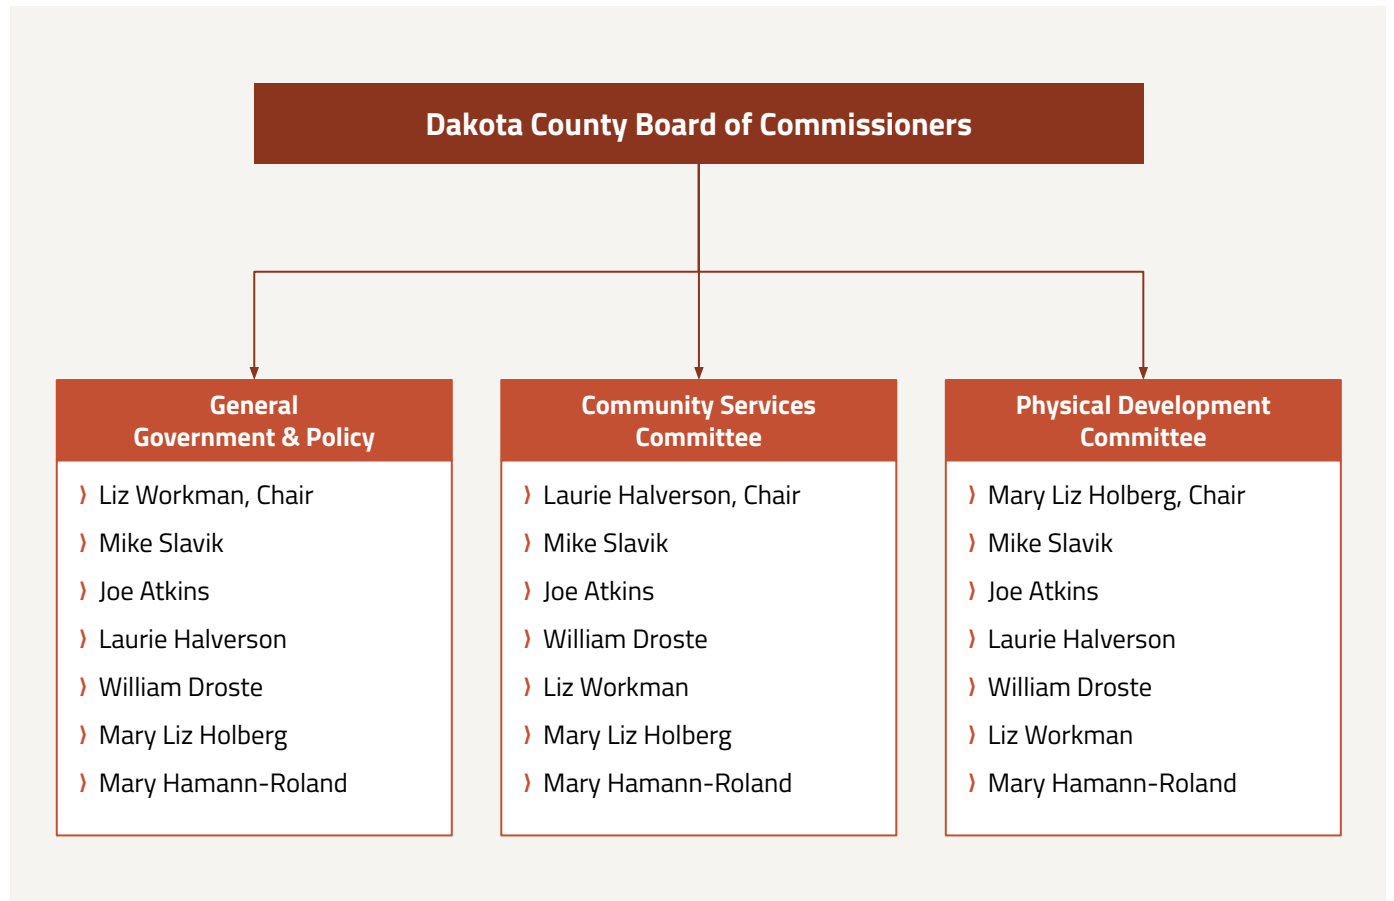 Dakota County Board of Commissioners
General
Government & Policy
Liz Workman, Chair
Mike Slavik
Joe Atkins
Laurie Halverson
William Droste
Mary Liz Holberg
Mary Hamann-Roland
Community Services
Committee
Laurie Halverson, Chair
Mike Slavik
Joe Atkins
William Droste
Liz Workman
Mary Liz Holberg
Mary Hamann-Roland
Physical Development
Committee
Mary Liz Holberg, Chair
Mike Slavik
Joe Atkins
Laurie Halverson
William Droste
Liz Workman
Mary Hamann-Roland